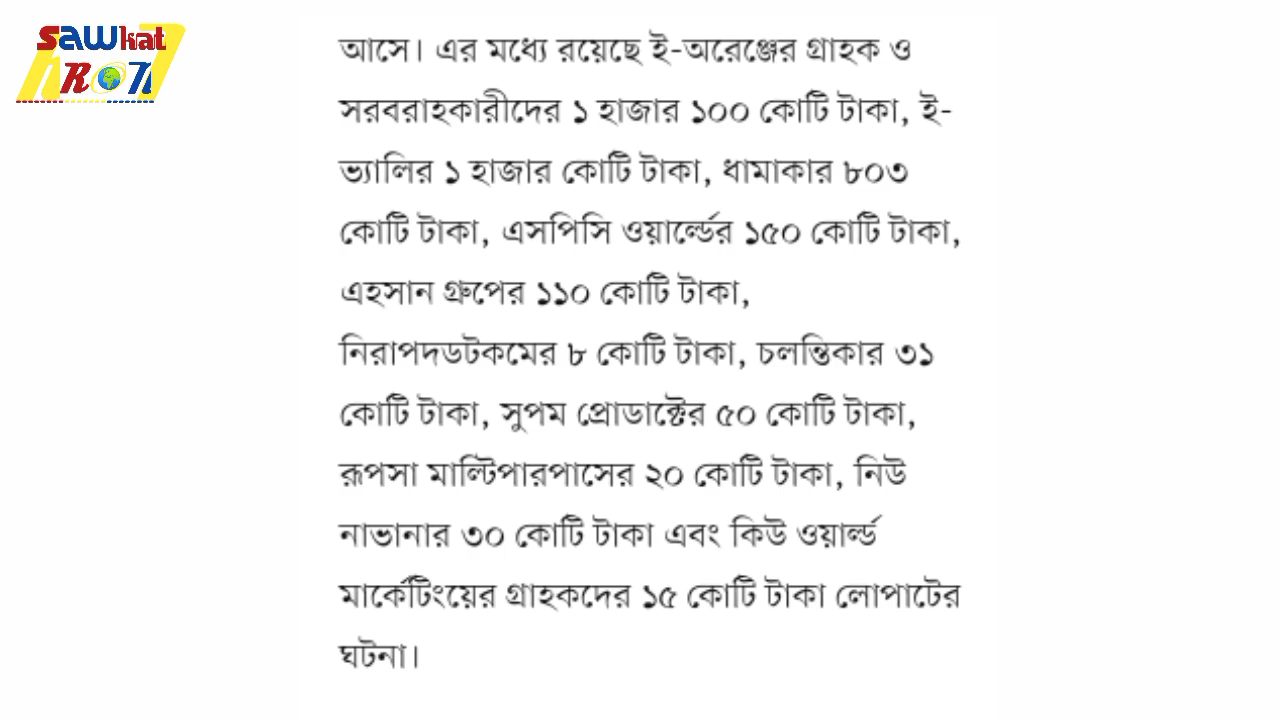 Sawkat
HRON
আসে। এর মধ্যে রয়েছে ই-অরেঞ্জের গ্রাহক ও
সরবরাহকারীদের ১ হাজার ১০০ কোটি টাকা, ই-
ভ্যালির ১ হাজার কোটি টাকা, ধামাকার ৮০৩
কোটি টাকা, এসপিসি ওয়ার্ল্ডের ১৫০ কোটি টাকা,
এহসান গ্রুপের ১১০ কোটি টাকা,
নিরাপদডটকমের ৮ কোটি টাকা, চলন্তিকার ৩১
কোটি টাকা, সুপম প্রোডাক্টের ৫০ কোটি টাকা,
রূপসা মাল্টিপারপাসের ২০ কোটি টাকা, নিউ
নাভানার ৩০ কোটি টাকা এবং কিউ ওয়ার্ল্ড
মার্কেটিংয়ের গ্রাহকদের ১৫ কোটি টাকা লোপাটের
ঘটনা।